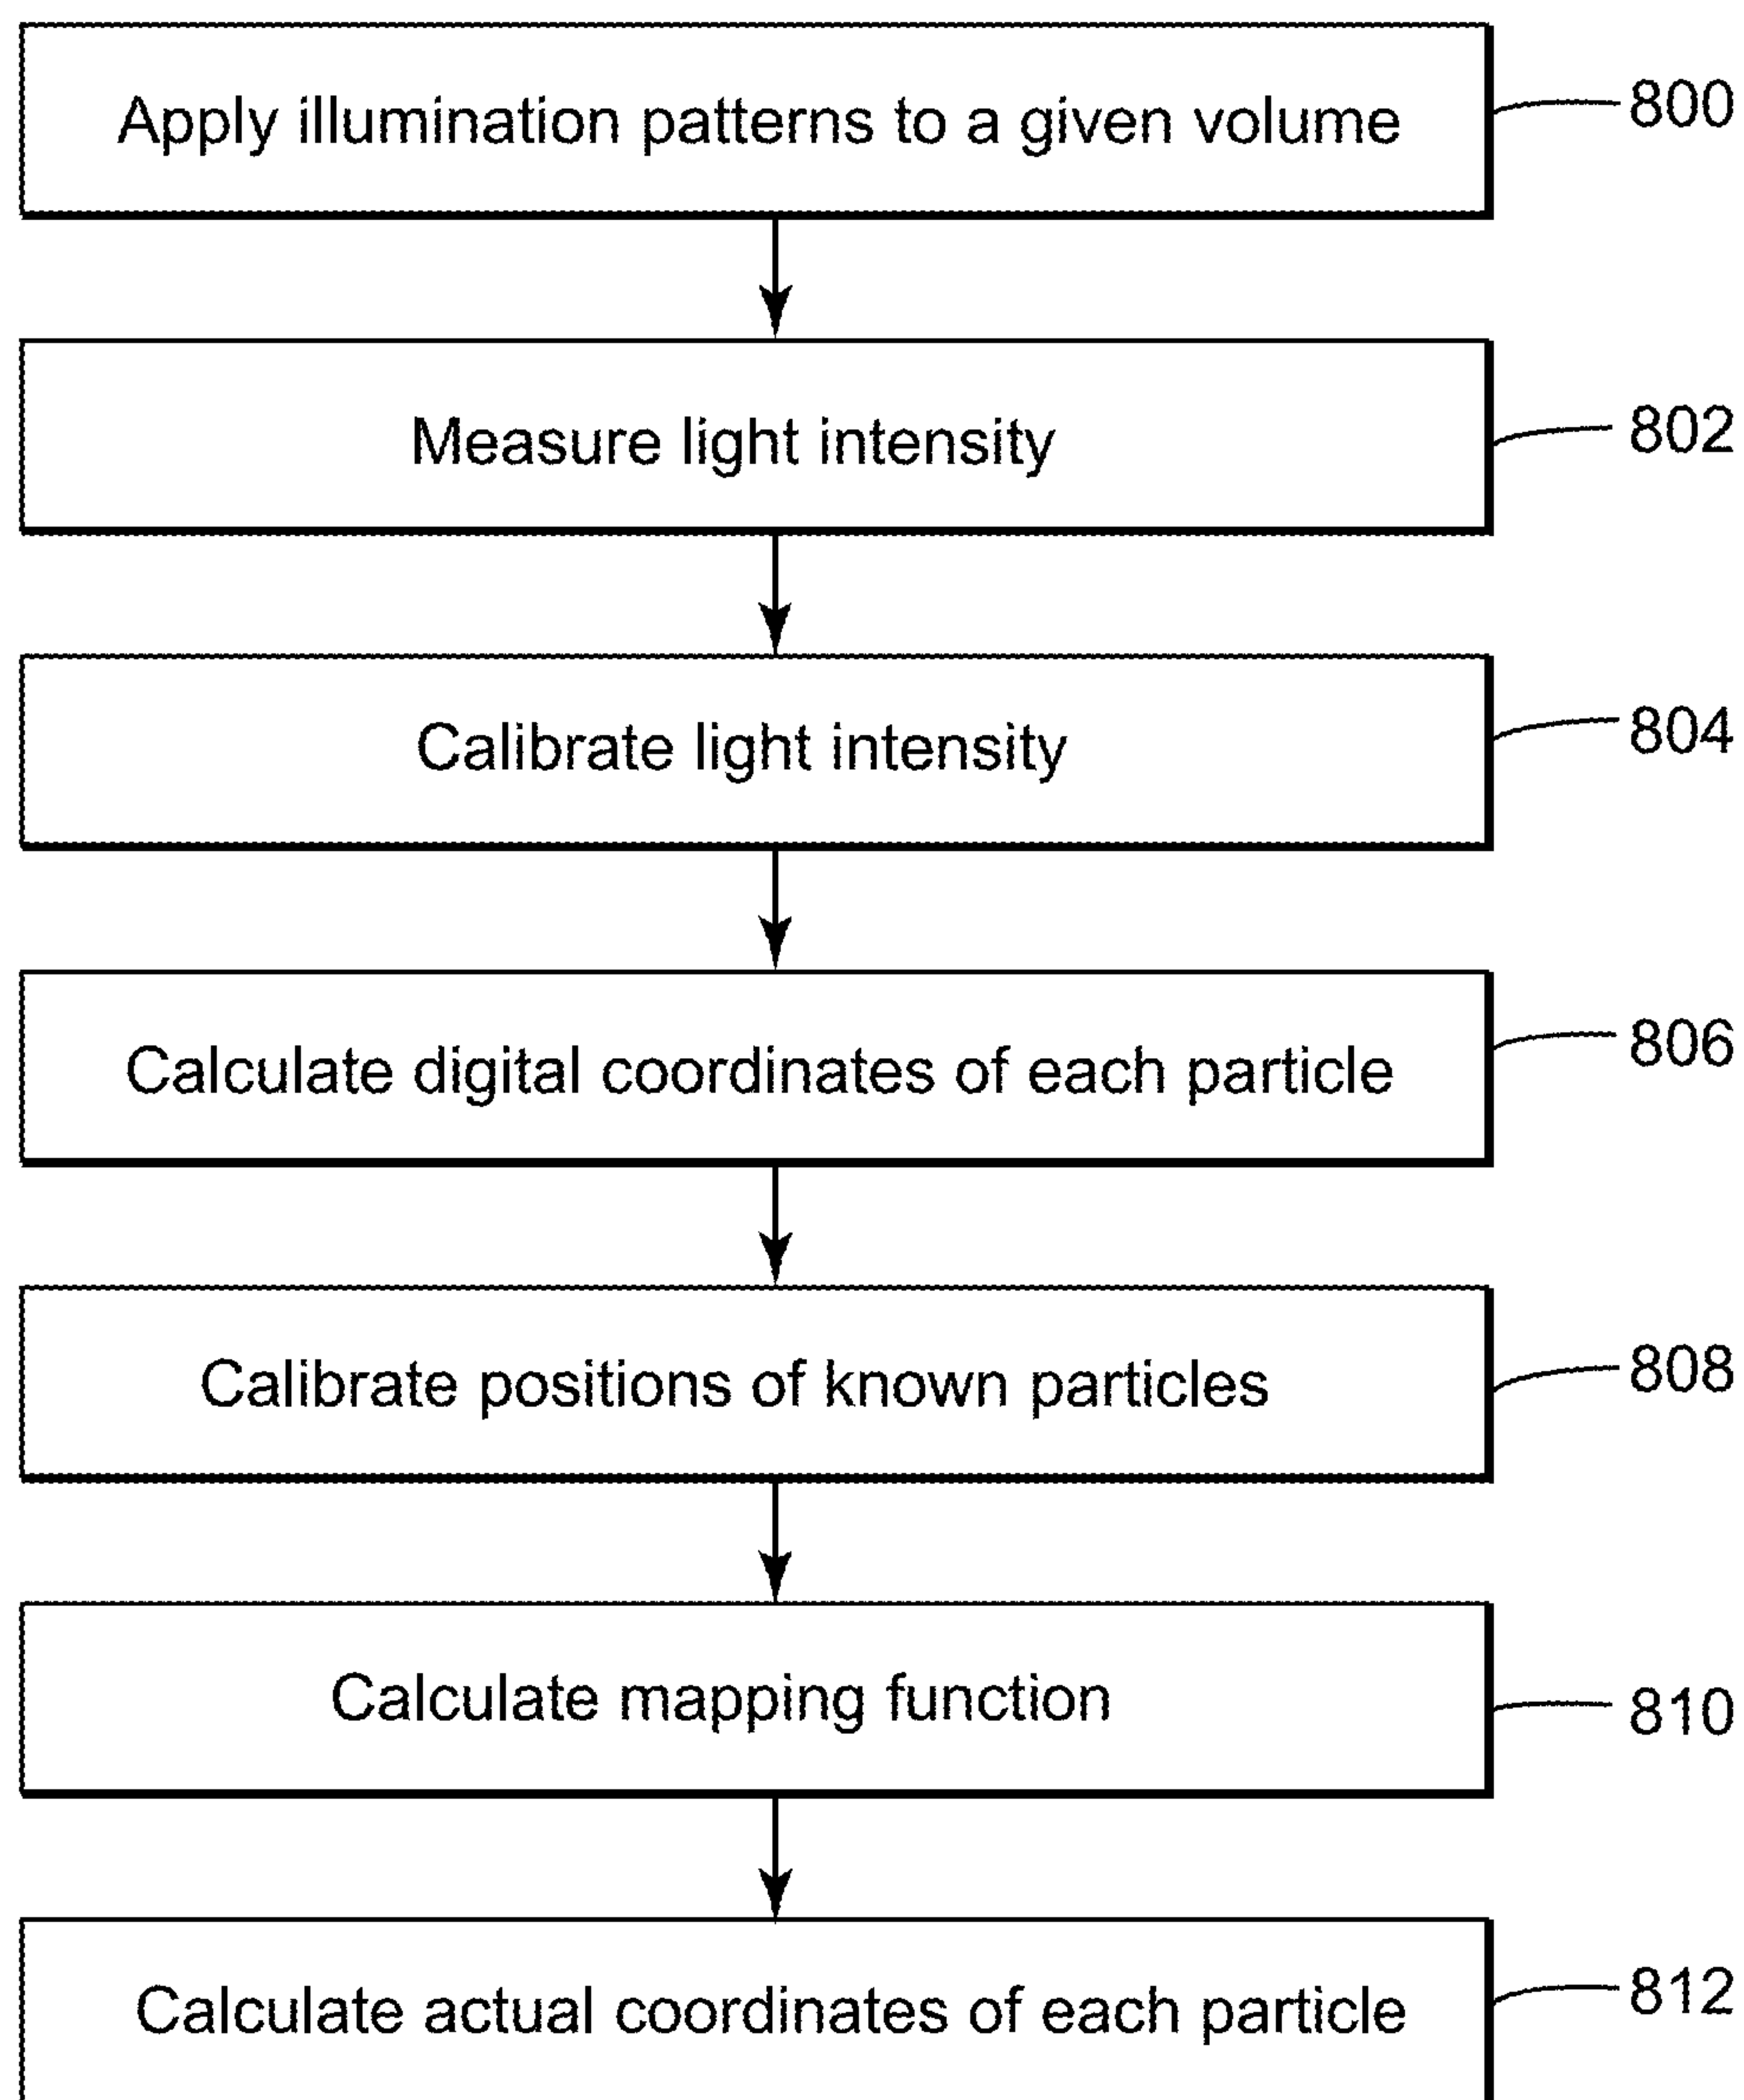 Apply illumination patterns to a given volume 800
Measure light intensity 802
Calibrate light intensity 804
Calculate digital coordinates of each particle 806
Calibrate positions of known particles 808
Calculate mapping function 810
Calculate actual coordinates of each particle 812